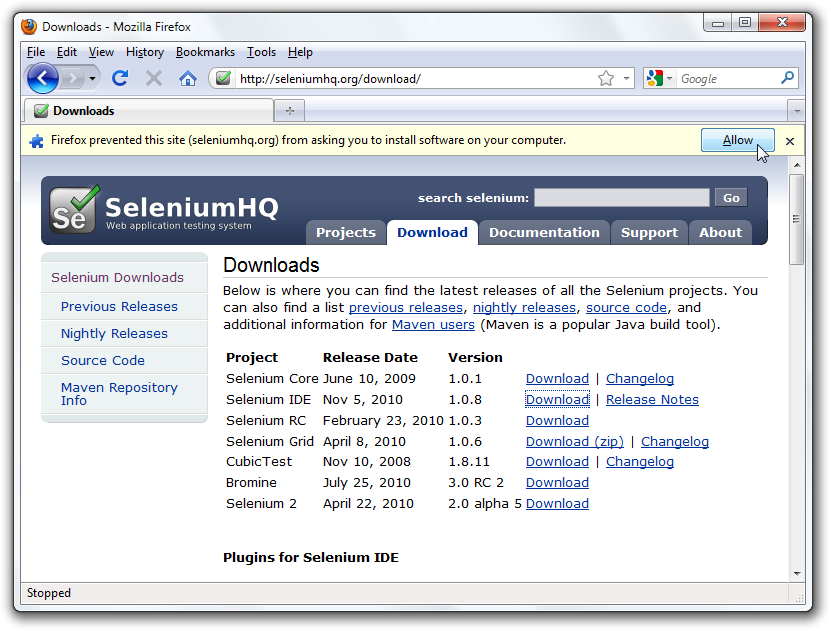 Downloads - Mozilla Firefox
File Edit View History Bookmarks Tools Help
http://seleniumhq.org/download/
Google
Downloads
Firefox prevented this site (seleniumhq.org) from asking you to install software on your computer.
Allow
Se
SeleniumHQ
Web application testing system
search selenium:
Go
Projects Download Documentation Support About
Selenium Downloads
Previous Releases
Nightly Releases
Source Code
Maven Repository
Info
Downloads
Below is where you can find the latest releases of all the Selenium projects. You
can also find a list previous releases, nightly releases, source code, and
additional information for Maven users (Maven is a popular Java build tool).
Project Release Date Version
Selenium Core June 10, 2009 1.0.1 Download | Changelog
Selenium IDE Nov 5, 2010 1.0.8 Download | Release Notes
Selenium RC February 23, 2010 1.0.3 Download
Selenium Grid April 8, 2010 1.0.6 Download (zip) | Changelog
CubicTest Nov 10, 2008 1.8.11 Download | Changelog
Bromine July 25, 2010 3.0 RC 2 Download
Selenium 2 April 22, 2010 2.0 alpha 5 Download
Plugins for Selenium IDE
Stopped